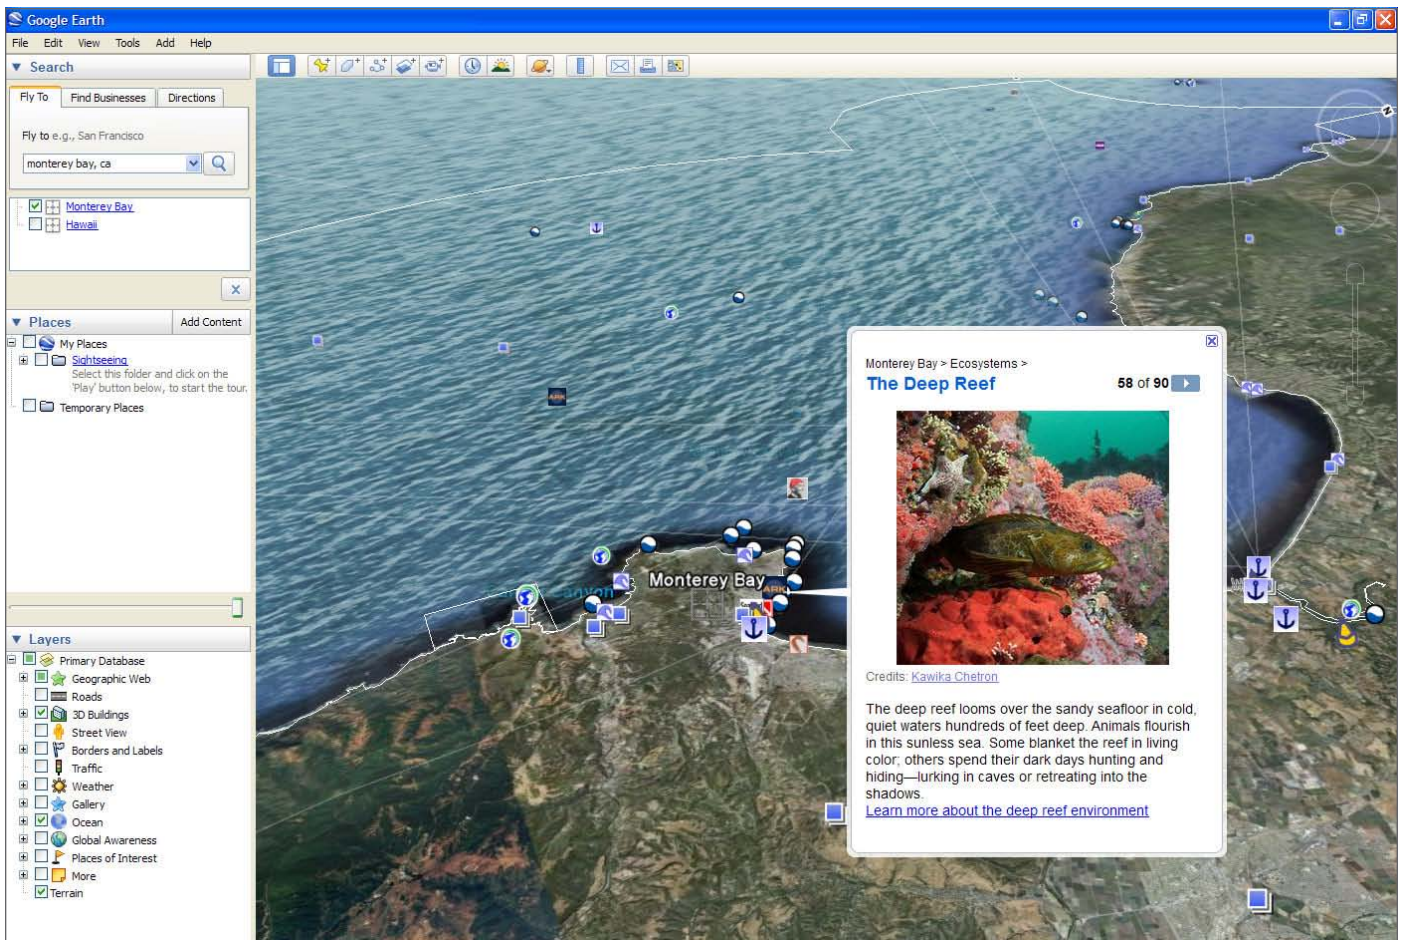 Google Earth
File Edit View Tools Add Help
Search
Fly To Find Businesses Directions
Fly to e.g., San Francisco
monterey bay, ca
Monterey Bay
Hawaii
Places Add Content
My Places
Sightseeing
Select this folder and click on the
'Play' button below, to start the tour.
Temporary Places
Layers
Primary Database
Geographic Web
Roads
3D Buildings
Street View
Borders and Labels
Traffic
Weather
Gallery
Ocean
Global Awareness
Places of Interest
More
Terrain
N
ARK
Monterey Bay
Canyon
ARK
Monterey Bay > Ecosystems >
The Deep Reef 58 of 90
Credits: Kawika Chetron
The deep reef looms over the sandy seafloor in cold,
quiet waters hundreds of feet deep. Animals flourish
in this sunless sea. Some blanket the reef in living
color; others spend their dark days hunting and
hiding—lurking in caves or retreating into the
shadows.
Learn more about the deep reef environment